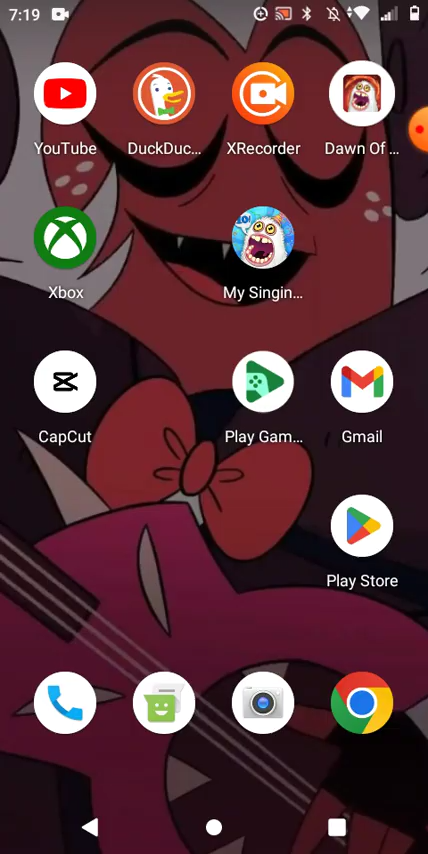 7:19
YouTube
DuckDuc...
XRecorder
Dawn Of ...
Xbox
My Singin...
CapCut
Play Gam...
Gmail
Play Store